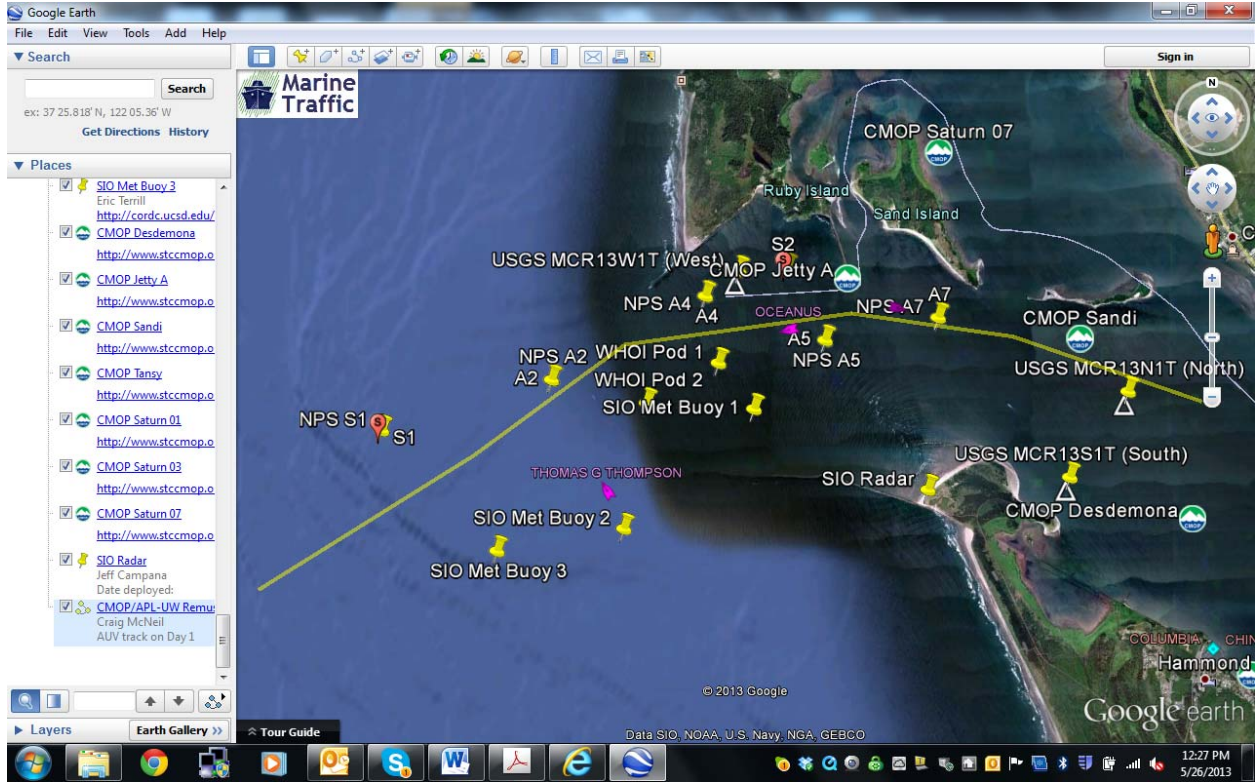 Google Earth
File Edit View Tools Add Help
Search
Search
ex: 37 25.818' N, 122 05.36' W
Get Directions History
Places
SIO Met Buoy 3
Eric Terrill
http://cordc.ucsd.edu/
CMOP Desdemona
http://www.stccmop.o
CMOP Jetty A
http://www.stccmop.o
CMOP Sandi
http://www.stccmop.o
CMOP Tansy
http://www.stccmop.o
CMOP Saturn 01
http://www.stccmop.o
CMOP Saturn 03
http://www.stccmop.o
CMOP Saturn 07
http://www.stccmop.o
SIO Radar
Jeff Campana
Date deployed:
CMOP/APL-UW Remu
Craig McNeil
AUV track on Day 1
Layers
Earth Gallery >>
Sign in
Marine
Traffic
N
CMOP Saturn 07
CMOP
Ruby Island
Sand Island
S2
S
USGS MCR13W1T (West)
CMOP Jetty A
CMOP
NPS A4
A4
OCEANUS
NPS A7
A7
A5
NPS A5
CMOP Sandi
CMOP
NPS A2
A2
WHOI Pod 1
WHOI Pod 2
SIO Met Buoy 1
USGS MCR13N1T (North)
NPS S1
S
S1
THOMAS G THOMPSON
SIO Radar
USGS MCR13S1T (South)
SIO Met Buoy 2
CMOP Desdemona
CMOP
SIO Met Buoy 3
COLUMBIA
CHIN
Hammond
© 2013 Google
Google earth
Tour Guide
Data SIO, NOAA, U.S. Navy, NGA, GEBCO
12:27 PM
5/26/2013